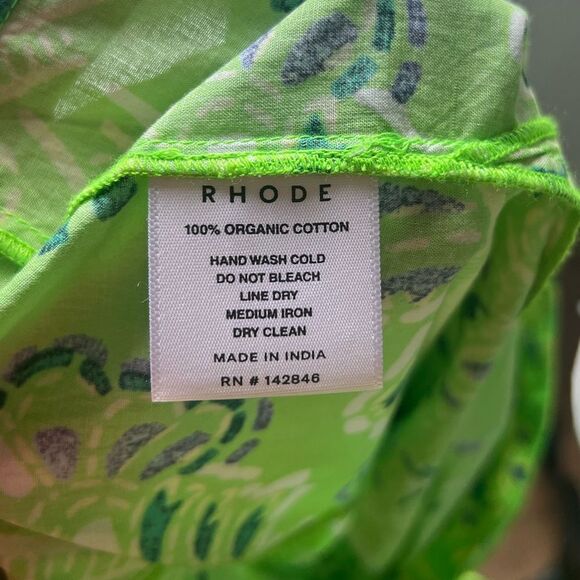 RHODE
100% ORGANIC COTTON
HAND WASH COLD
DO NOT BLEACH
LINE DRY
MEDIUM IRON
DRY CLEAN
MADE IN INDIA
RN # 142846